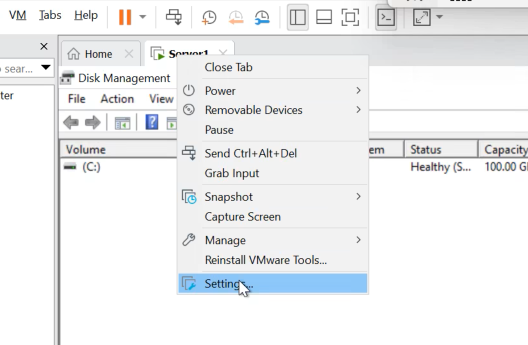 VM Tabs Help
Home
Server1
sear...
Disk Management
ter
File Action View
Volume
em
Status
Capacity
(C:)
Healthy (S...
100.00 G
Close Tab
Power
Removable Devices
Pause
Send Ctrl+Alt+Del
Grab Input
Snapshot
Capture Screen
Manage
Reinstall VMware Tools...
Settings...